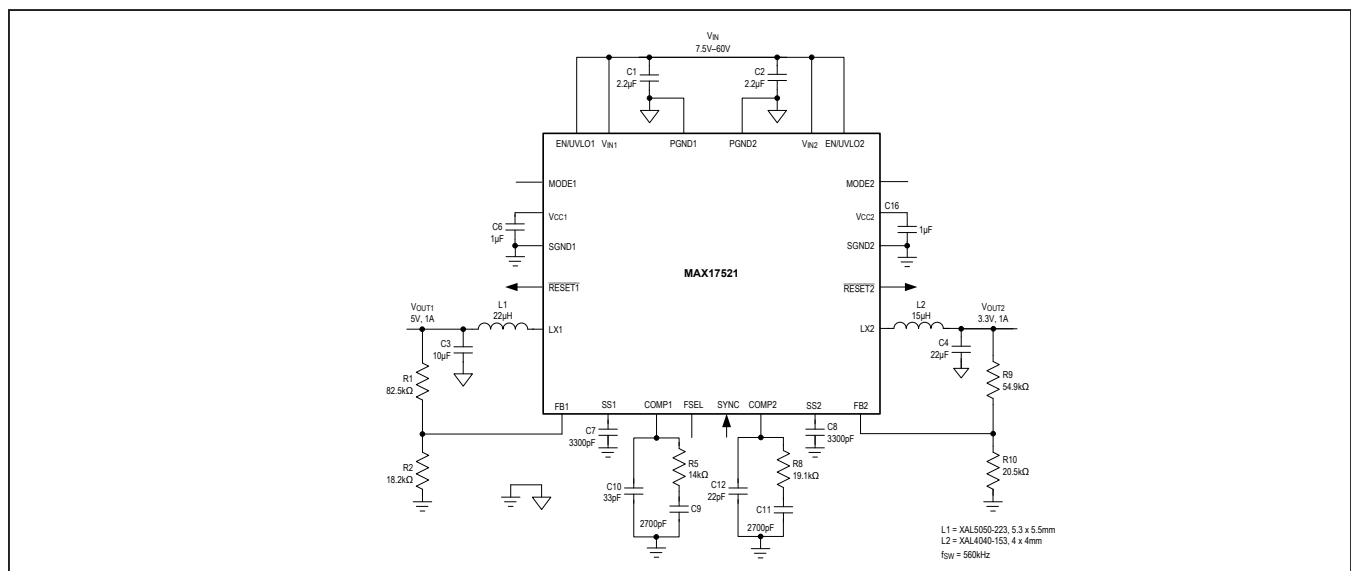 VIN
7.5V–60V
C1
2.2µF
C2
2.2µF
EN/UVLO1
VIN1
PGND1
PGND2
VIN2
EN/UVLO2
MODE1
MODE2
VCC1
VCC2
C16
C6
1µF
1µF
SGND1
SGND2
MAX17521
RESET1
RESET2
VOUT1
5V, 1A
L1
22µH
LX1
LX2
L2
15µH
VOUT2
3.3V, 1A
C3
10µF
C4
22µF
R1
82.5kΩ
R9
54.9kΩ
FB1
SS1
COMP1
FSEL
SYNC
COMP2
SS2
FB2
C7
3300pF
C8
3300pF
R2
18.2kΩ
R5
14kΩ
R8
19.1kΩ
R10
20.5kΩ
C10
33pF
C9
2700pF
C12
22pF
C11
2700pF
L1 = XAL5050-223, 5.3 x 5.5mm
L2 = XAL4040-153, 4 x 4mm
fSW = 560kHz